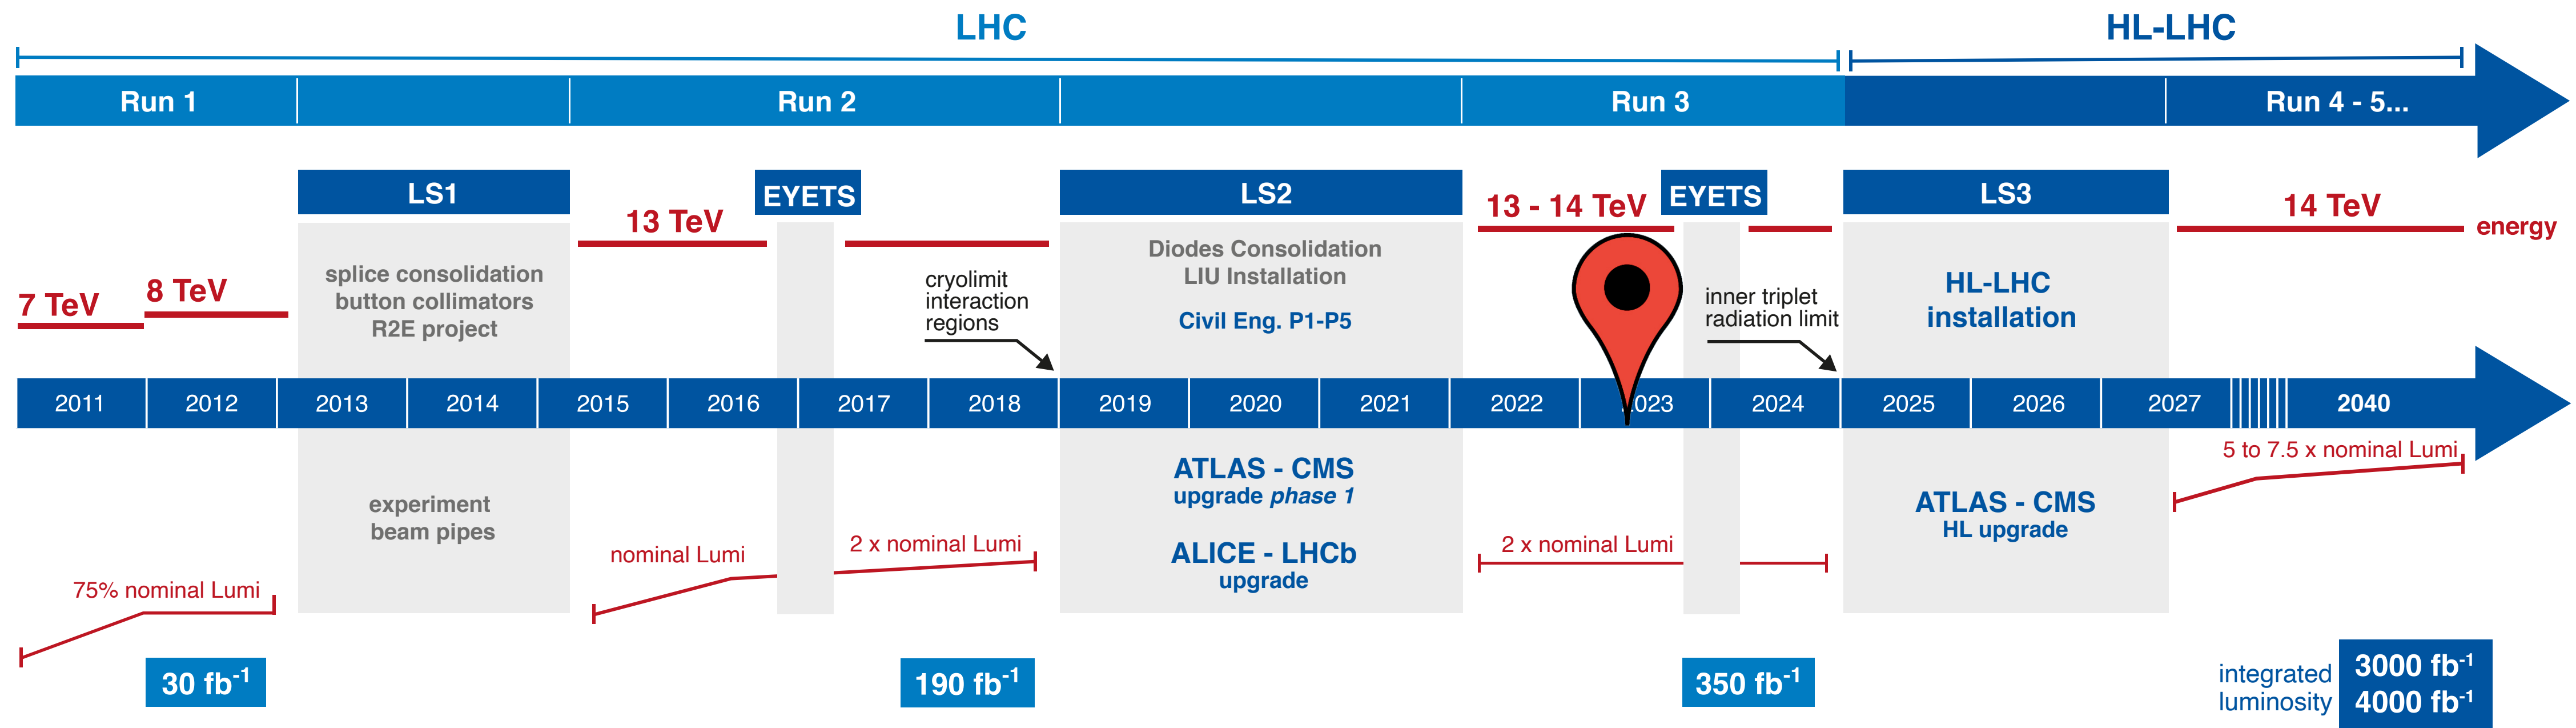 LHC
HL-LHC
Run 1
Run 2
Run 3
Run 4 - 5...
LS1
EYETS
LS2
EYETS
LS3
13 TeV
13 - 14 TeV
14 TeV
energy
7 TeV
8 TeV
splice consolidation
button collimators
R2E project
cryolimit
interaction
regions
Diodes Consolidation
LIU Installation
Civil Eng. P1-P5
inner triplet
radiation limit
HL-LHC
installation
2011
2012
2013
2014
2015
2016
2017
2018
2019
2020
2021
2022
2023
2024
2025
2026
2027
2040
5 to 7.5 x nominal Lumi
experiment
beam pipes
ATLAS - CMS
upgrade phase 1
ALICE - LHCb
upgrade
ATLAS - CMS
HL upgrade
75% nominal Lumi
nominal Lumi
2 x nominal Lumi
2 x nominal Lumi
30 fb⁻¹
190 fb⁻¹
350 fb⁻¹
integrated
luminosity
3000 fb⁻¹
4000 fb⁻¹